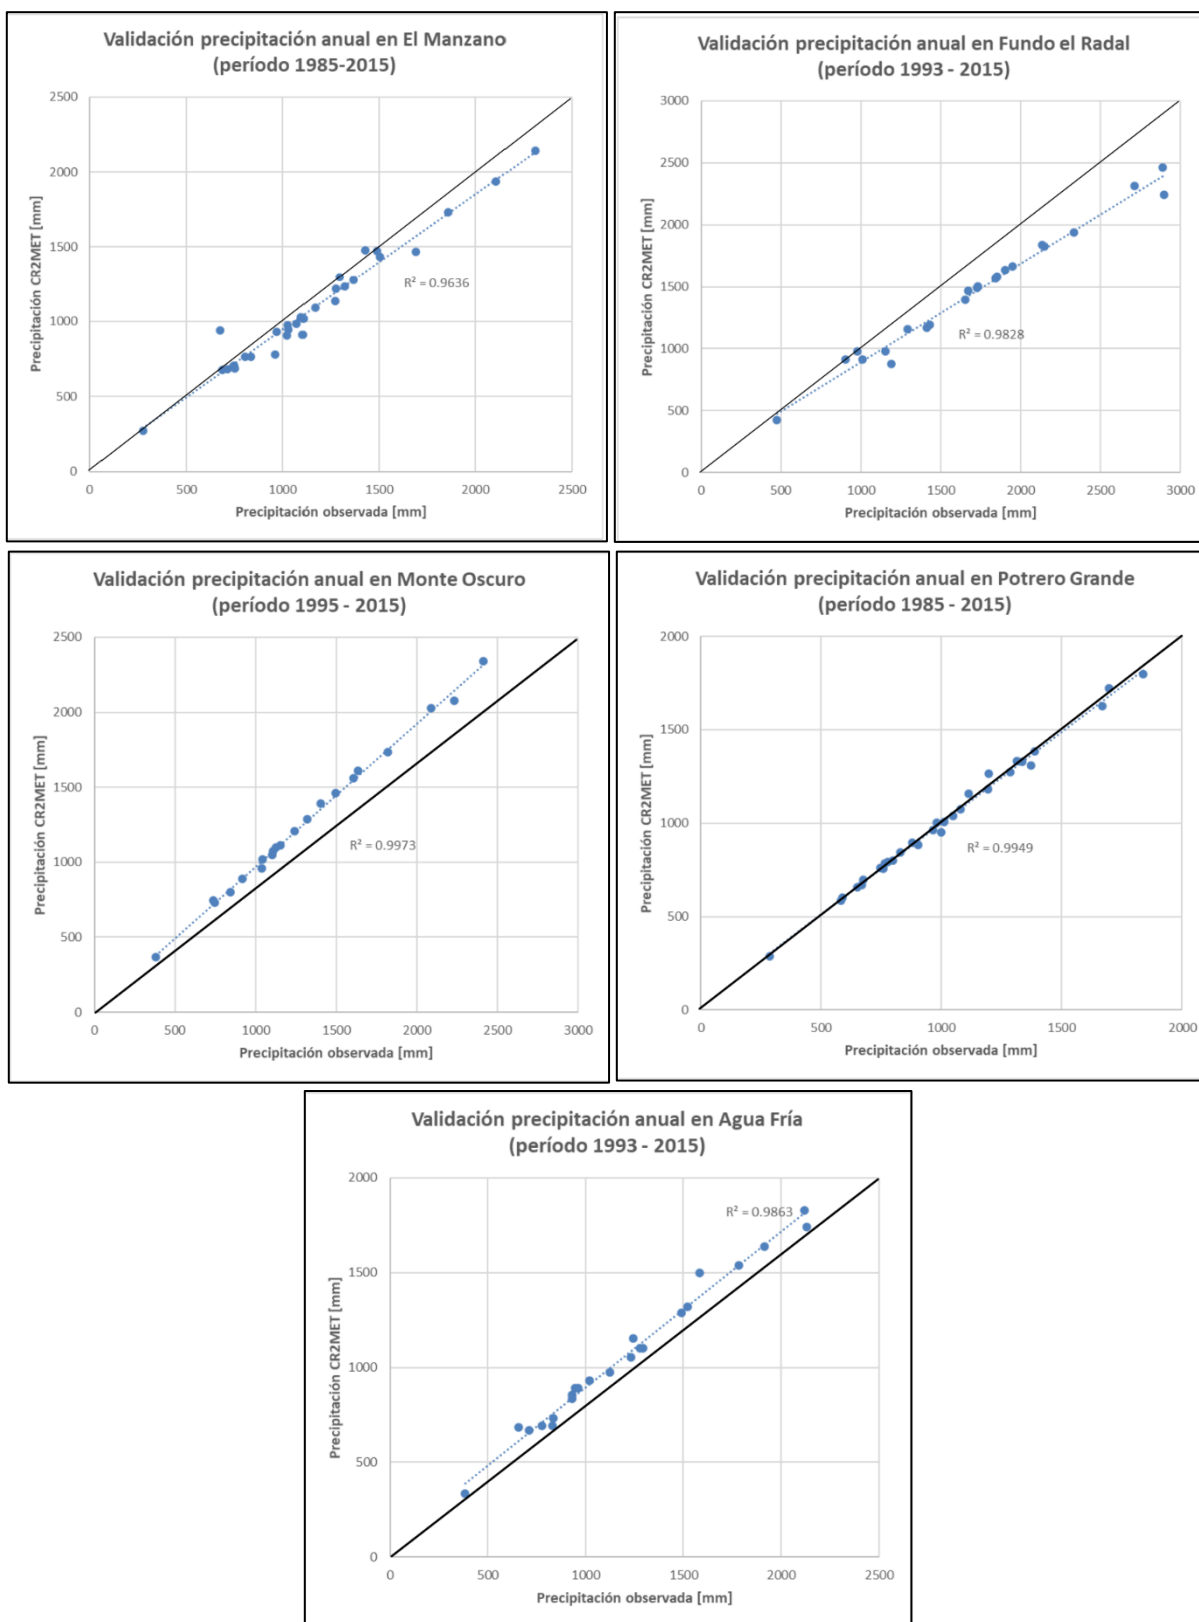 Validación precipitación anual en El Manzano
(período 1985-2015)
2500
2000
1500
1000
500
0
Precipitación CR2MET [mm]
R² = 0.9636
0 500 1000 1500 2000 2500
Precipitación observada [mm]
Validación precipitación anual en Fundo el Radal
(período 1993 - 2015)
3000
2500
2000
1500
1000
500
0
Precipitación CR2MET [mm]
R² = 0.9828
0 500 1000 1500 2000 2500 3000
Precipitación observada [mm]
Validación precipitación anual en Monte Oscuro
(período 1995 - 2015)
2500
2000
1500
1000
500
0
Precipitación CR2MET [mm]
R² = 0.9973
0 500 1000 1500 2000 2500 3000
Precipitación observada [mm]
Validación precipitación anual en Potrero Grande
(período 1985 - 2015)
2000
1500
1000
500
0
Precipitación CR2MET [mm]
R² = 0.9949
0 500 1000 1500 2000
Precipitación observada [mm]
Validación precipitación anual en Agua Fría
(período 1993 - 2015)
2000
1500
1000
500
0
Precipitación CR2MET [mm]
R² = 0.9863
0 500 1000 1500 2000 2500
Precipitación observada [mm]